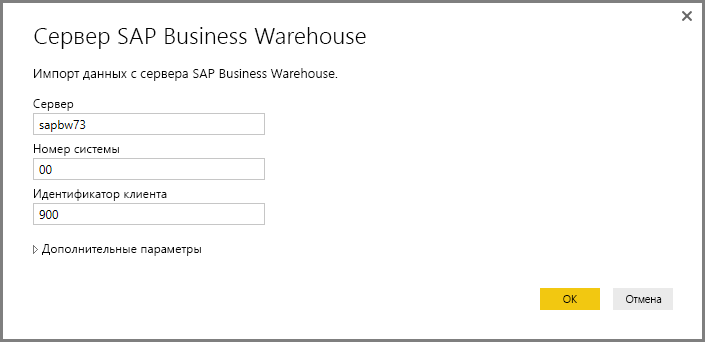 Сервер SAP Business Warehouse
Импорт данных с сервера SAP Business Warehouse.
Сервер
sapbw73
Номер системы
00
Идентификатор клиента
900
Дополнительные параметры
ОК Отмена